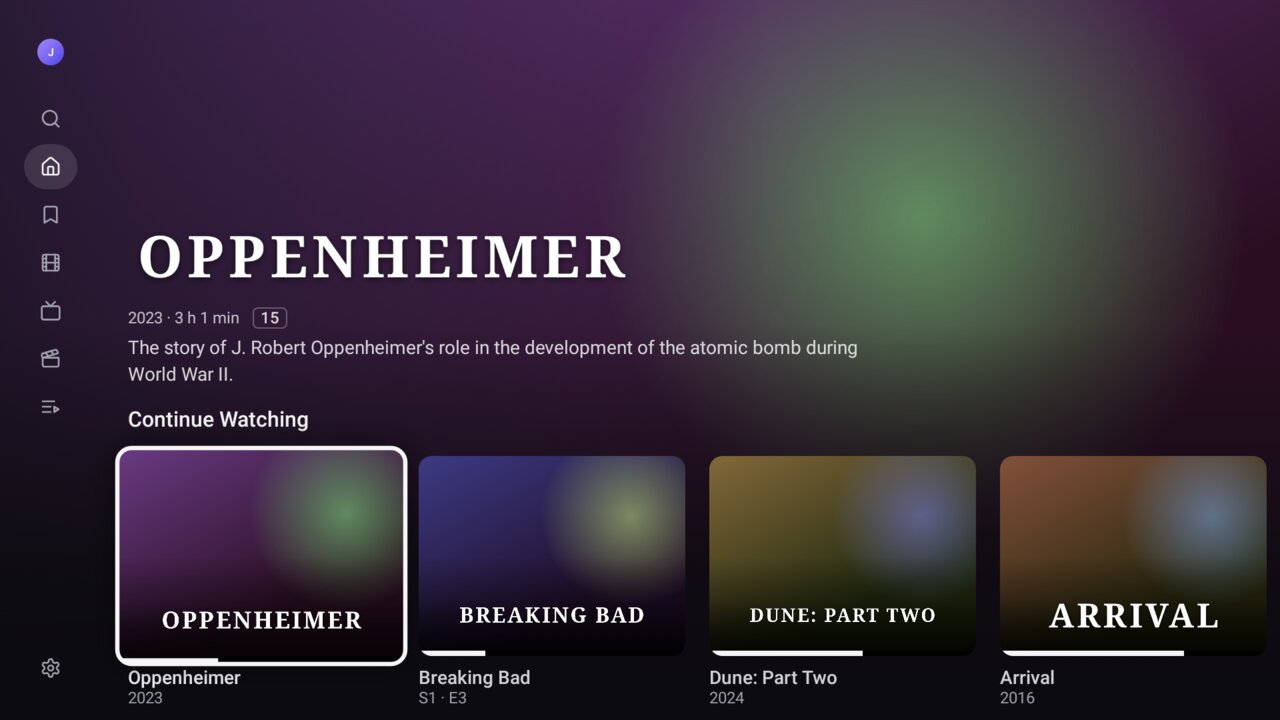 J
OPPENHEIMER
2023 · 3 h 1 min 15
The story of J. Robert Oppenheimer's role in the development of the atomic bomb during
World War II.
Continue Watching
OPPENHEIMER
BREAKING BAD
DUNE: PART TWO
ARRIVAL
Oppenheimer
2023
Breaking Bad
S1 · E3
Dune: Part Two
2024
Arrival
2016